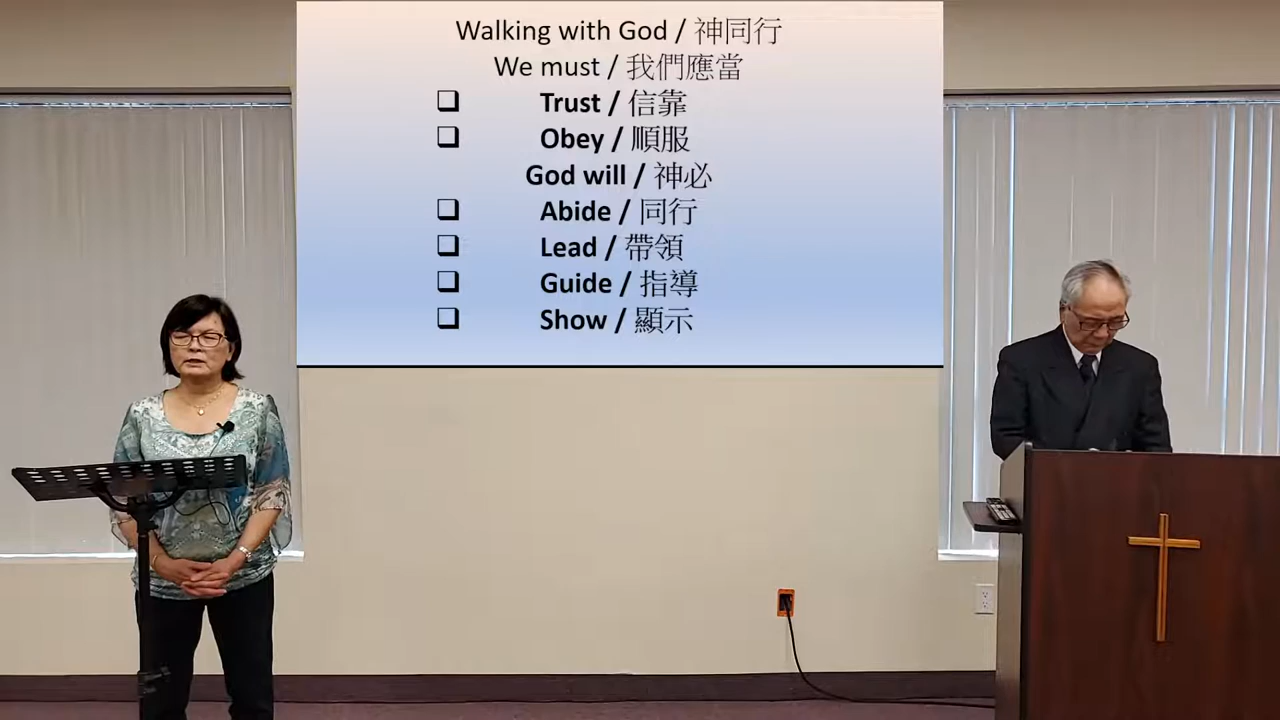 Walking with God / 神同行
We must / 我們應當
❑ Trust / 信靠
❑ Obey / 順服
God will / 神必
❑ Abide / 同行
❑ Lead / 帶領
❑ Guide / 指導
❑ Show / 顯示